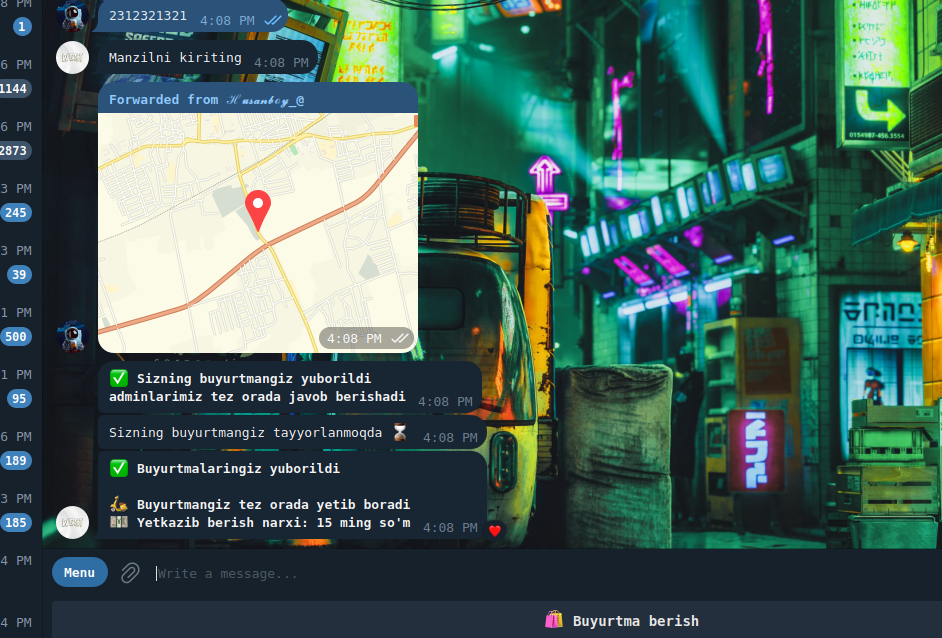 8 PM
1
6 PM
1144
6 PM
2873
3 PM
245
3 PM
39
1 PM
500
1 PM
95
6 PM
189
3 PM
185
4 PM
4 PM
2312321321 4:08 PM
Manzilni kiriting 4:08 PM
Forwarded from 𝓗𝓾𝓼𝓪𝓷𝓫𝓸𝔂_@
4:08 PM
✅ Sizning buyurtmangiz yuborildi
adminlarimiz tez orada javob berishadi 4:08 PM
Sizning buyurtmangiz tayyorlanmoqda ⏳ 4:08 PM
✅ Buyurtmalaringiz yuborildi
🛵 Buyurtmangiz tez orada yetib boradi
💵 Yetkazib berish narxi: 15 ming so'm 4:08 PM
Menu
Write a message...
🛍 Buyurtma berish
0154907-456.3554